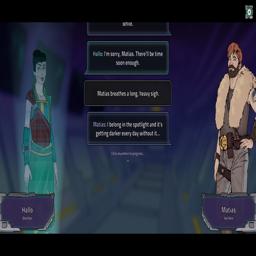 smile.
Hallo: I'm sorry, Matias. There'll be time
soon enough.
Matias breathes a long, heavy sigh.
Matias: I belong in the spotlight and it's
getting darker every day without it...
Hallo
Matias